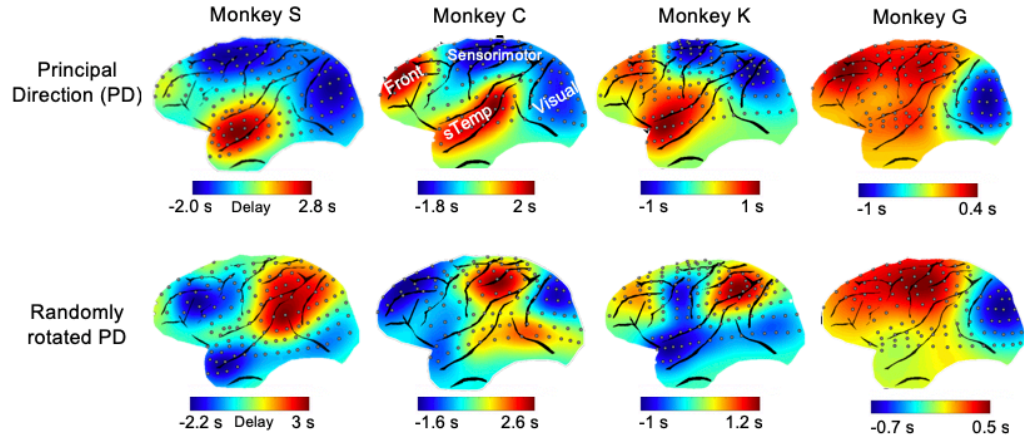 Monkey S
Monkey C
Monkey K
Monkey G
Principal
Direction (PD)
Front
Sensorimotor
sTemp
Visual
-2.0 s Delay 2.8 s
-1.8 s 2 s
-1 s 1 s
-1 s 0.4 s
Randomly
rotated PD
-2.2 s Delay 3 s
-1.6 s 2.6 s
-1 s 1.2 s
-0.7 s 0.5 s